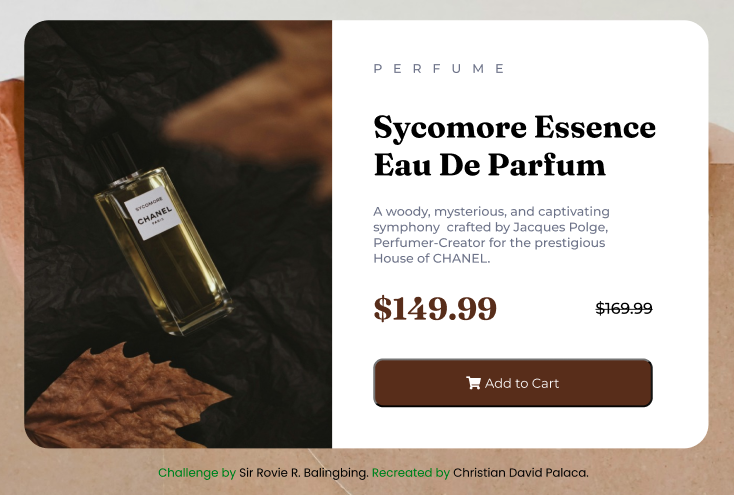 SYCOMORE
CHANEL
PARIS
PERFUME
Sycomore Essence
Eau De Parfum
A woody, mysterious, and captivating
symphony  crafted by Jacques Polge,
Perfumer-Creator for the prestigious
House of CHANEL.
$149.99
$169.99
Add to Cart
Challenge by Sir Rovie R. Balingbing. Recreated by Christian David Palaca.